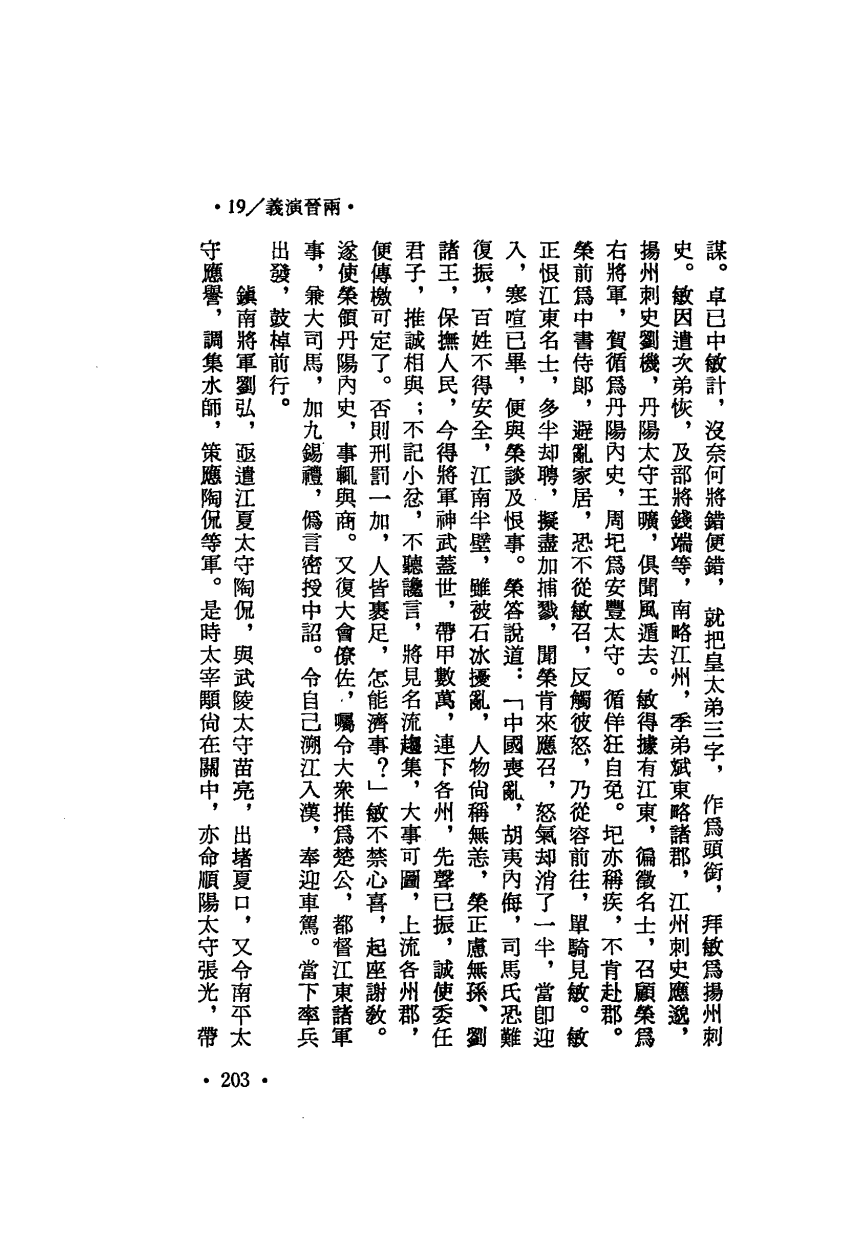 •19／義演晉兩•
謀。卓已中敏計，沒奈何將錯便錯，就把皇太弟三字，作爲頭銜，拜敏爲揚州刺
史。敏因遣次弟恢，及部將錢端等，南略江州，季弟斌東略諸郡，江州刺史應邈，
揚州刺史劉機，丹陽太守王曠，俱聞風遁去。敏得據有江東，徧徵名士，召顧榮爲
右將軍，賀循爲丹陽內史，周圯爲安豐太守。循佯狂自免。圯亦稱疾，不肯赴郡。
榮前爲中書侍郎，避亂家居，恐不從敏召，反觸彼怒，乃從容前往，單騎見敏。敏
正恨江東名士，多半却聘，擬盡加捕戮，聞榮肯來應召，怒氣却消了一半，當卽迎
入，寒喧已畢，便與榮談及恨事。榮答說道：「中國喪亂，胡夷內侮，司馬氏恐難
復振，百姓不得安全，江南半壁，雖被石冰擾亂，人物尙稱無恙，榮正慮無孫、劉
諸王，保撫人民，今得將軍神武蓋世，帶甲數萬，連下各州，先聲已振，誠使委任
君子，推誠相與；不記小忿，不聽讒言，將見名流趨集，大事可圖，上流各州郡，
便傳檄可定了。否則刑罰一加，人皆裹足，怎能濟事？」敏不禁心喜，起座謝敎。
遂使榮領丹陽內史，事輒與商。又復大會僚佐，囑令大衆推爲楚公，都督江東諸軍
事，兼大司馬，加九錫禮，僞言密授中詔。令自己溯江入漢，奉迎車駕。當下率兵
出發，鼓棹前行。
鎭南將軍劉弘，亟遣江夏太守陶侃，與武陵太守苗亮，出堵夏口，又令南平太
守應詧，調集水師，策應陶侃等軍。是時太宰顒尙在關中，亦命順陽太守張光，帶
•203•